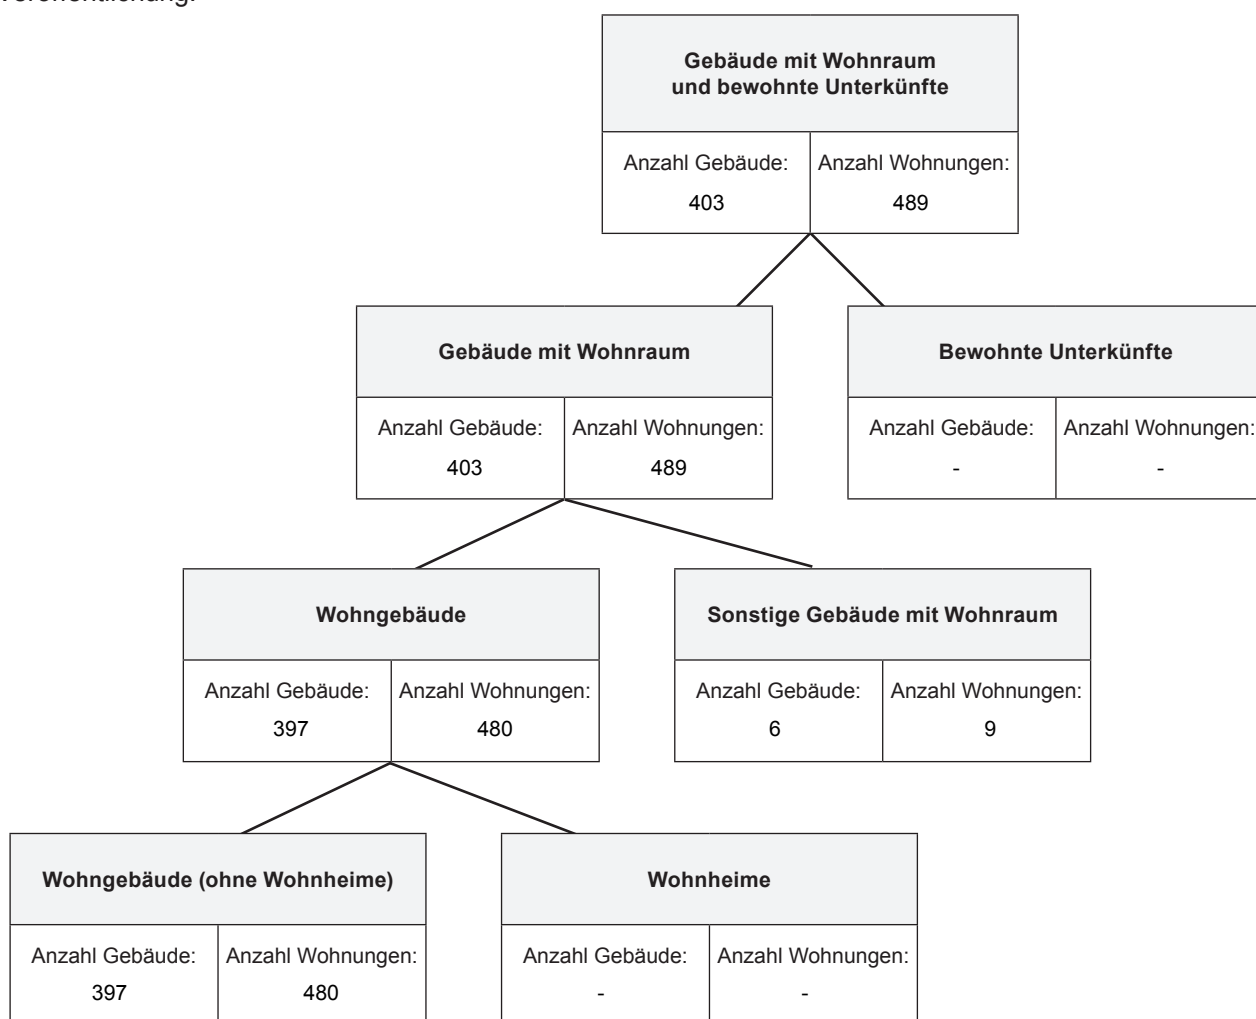 Veröffentlichung.
Gebäude mit Wohnraum
und bewohnte Unterkünfte
Anzahl Gebäude: Anzahl Wohnungen:
403 489
Gebäude mit Wohnraum Bewohnte Unterkünfte
Anzahl Gebäude: Anzahl Wohnungen: Anzahl Gebäude: Anzahl Wohnungen:
403 489 - -
Wohngebäude Sonstige Gebäude mit Wohnraum
Anzahl Gebäude: Anzahl Wohnungen: Anzahl Gebäude: Anzahl Wohnungen:
397 480 6 9
Wohngebäude (ohne Wohnheime) Wohnheime
Anzahl Gebäude: Anzahl Wohnungen: Anzahl Gebäude: Anzahl Wohnungen:
397 480 - -